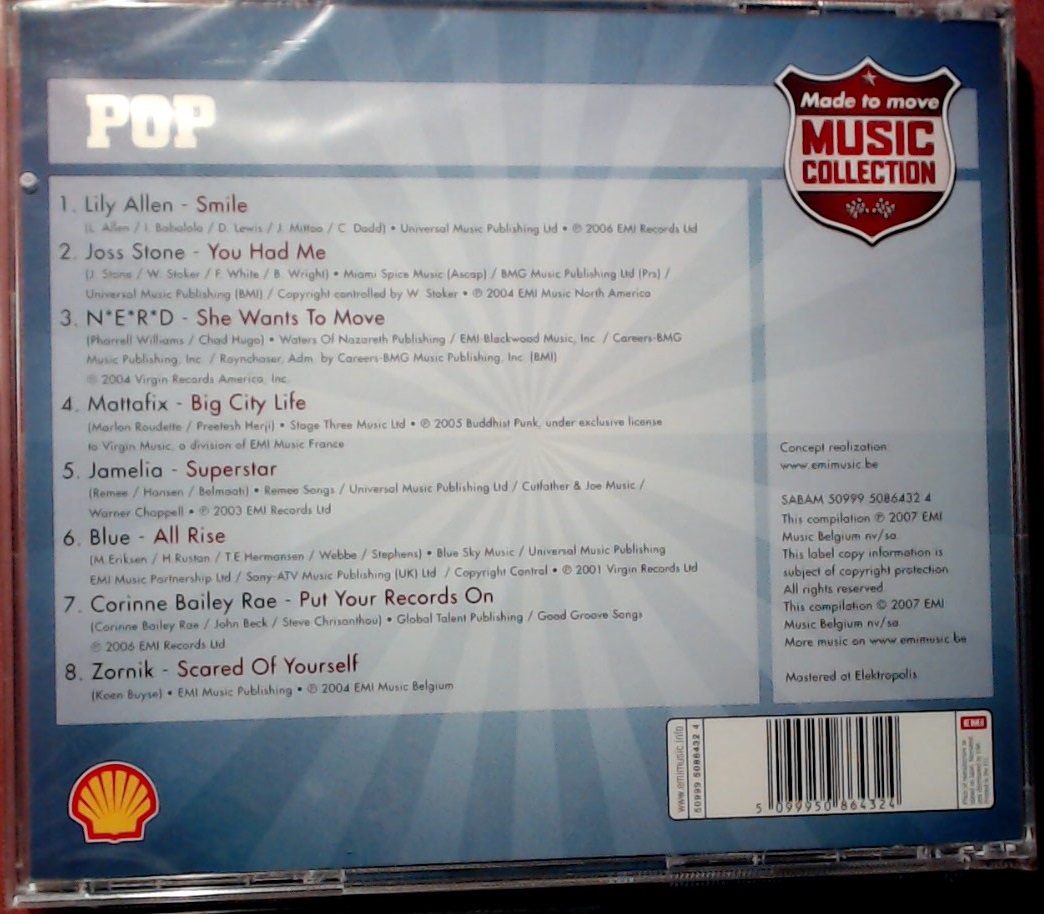 POP
Made to move
MUSIC
COLLECTION
1. Lily Allen - Smile
(L. Allen / I. Babalola / D. Lewis / J. Mittoo / C. Dodd) • Universal Music Publishing Ltd • ℗ 2006 EMI Records Ltd
2. Joss Stone - You Had Me
(J. Stone / W. Stoker / F. White / B. Wright) • Miami Spice Music (Ascap) / BMG Music Publishing Ltd (Prs) /
Universal Music Publishing (BMI) / Copyright controlled by W. Stoker • ℗ 2004 EMI Music North America
3. N*E*R*D - She Wants To Move
(Pharrell Williams / Chad Hugo) • Waters Of Nazareth Publishing / EMI Blackwood Music, Inc. / Careers-BMG
Music Publishing, Inc. / Raynchaser, Adm. by Careers-BMG Music Publishing, Inc. (BMI)
℗ 2004 Virgin Records America, Inc.
4. Mattafix - Big City Life
(Marlon Roudette / Preetesh Herji) • Stage Three Music Ltd • ℗ 2005 Buddhist Punk, under exclusive license
to Virgin Music, a division of EMI Music France
5. Jamelia - Superstar
(Remee / Hansen / Belmaati) • Remee Songs / Universal Music Publishing Ltd / Cutfather & Joe Music /
Warner Chappell • ℗ 2003 EMI Records Ltd
6. Blue - All Rise
(M.Eriksen / H.Rustan / T.E Hermansen / Webbe / Stephens) • Blue Sky Music / Universal Music Publishing
EMI Music Partnership Ltd / Sony-ATV Music Publishing (UK) Ltd / Copyright Control • ℗ 2001 Virgin Records Ltd
7. Corinne Bailey Rae - Put Your Records On
(Corinne Bailey Rae / John Beck / Steve Chrisanthou) • Global Talent Publishing / Good Groove Songs
℗ 2006 EMI Records Ltd
8. Zornik - Scared Of Yourself
(Koen Buyse) • EMI Music Publishing • ℗ 2004 EMI Music Belgium
Concept realization
www.emimusic.be
SABAM 50999 5086432 4
This compilation ℗ 2007 EMI
Music Belgium nv/sa.
This label copy information is
subject of copyright protection.
All rights reserved
This compilation © 2007 EMI
Music Belgium nv/sa
More music on www.emimusic.be
Mastered at Elektropolis
www.emimusic.info
50999 5086432 4
5 099950 864324
EMI